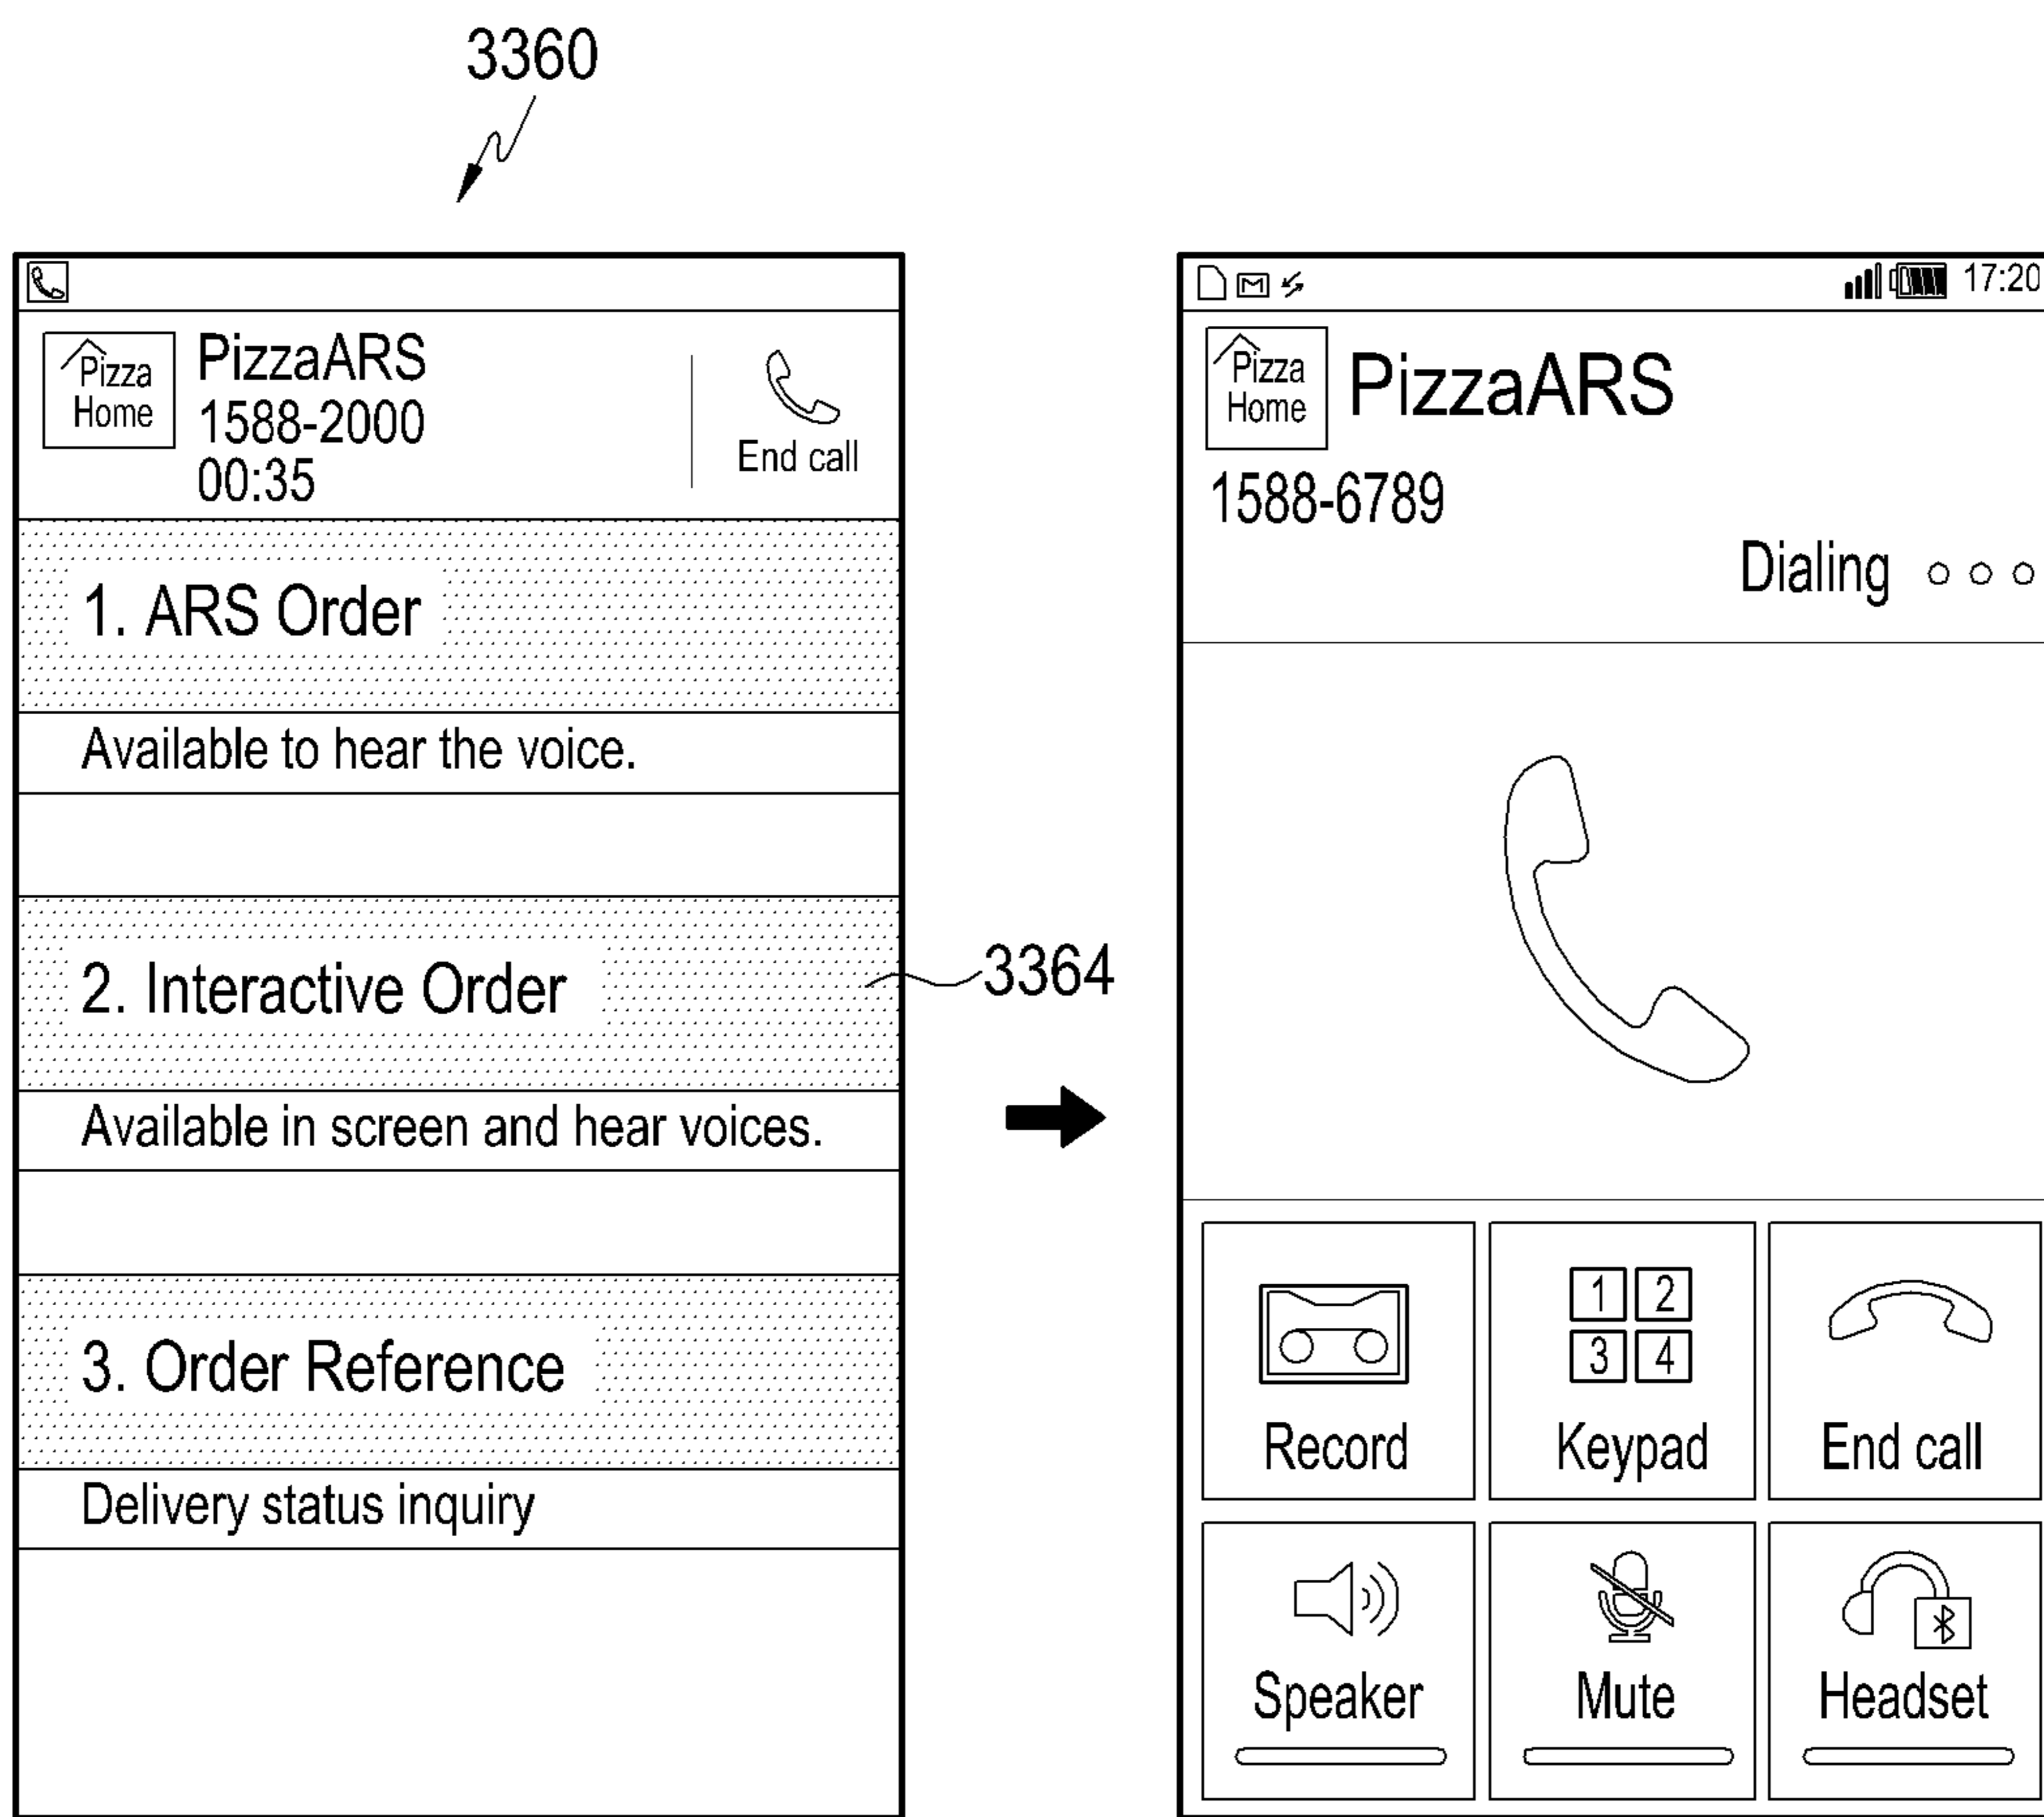 3360
Pizza
Home
PizzaARS
1588-2000
00:35
End call
1. ARS Order
Available to hear the voice.
2. Interactive Order
3364
Available in screen and hear voices.
3. Order Reference
Delivery status inquiry
17:20
Pizza
Home
PizzaARS
1588-6789
Dialing
1 2
3 4
Record
Keypad
End call
Speaker
Mute
Headset